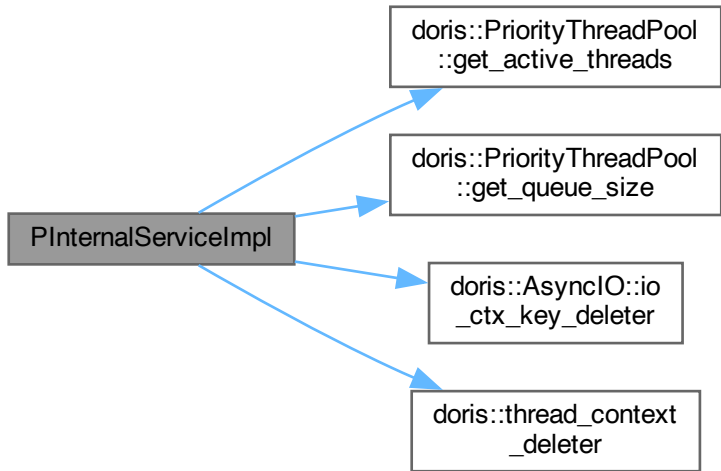 doris::PriorityThreadPool
::get_active_threads
doris::PriorityThreadPool
::get_queue_size
PInternalServiceImpl
doris::AsyncIO::io
_ctx_key_deleter
doris::thread_context
_deleter